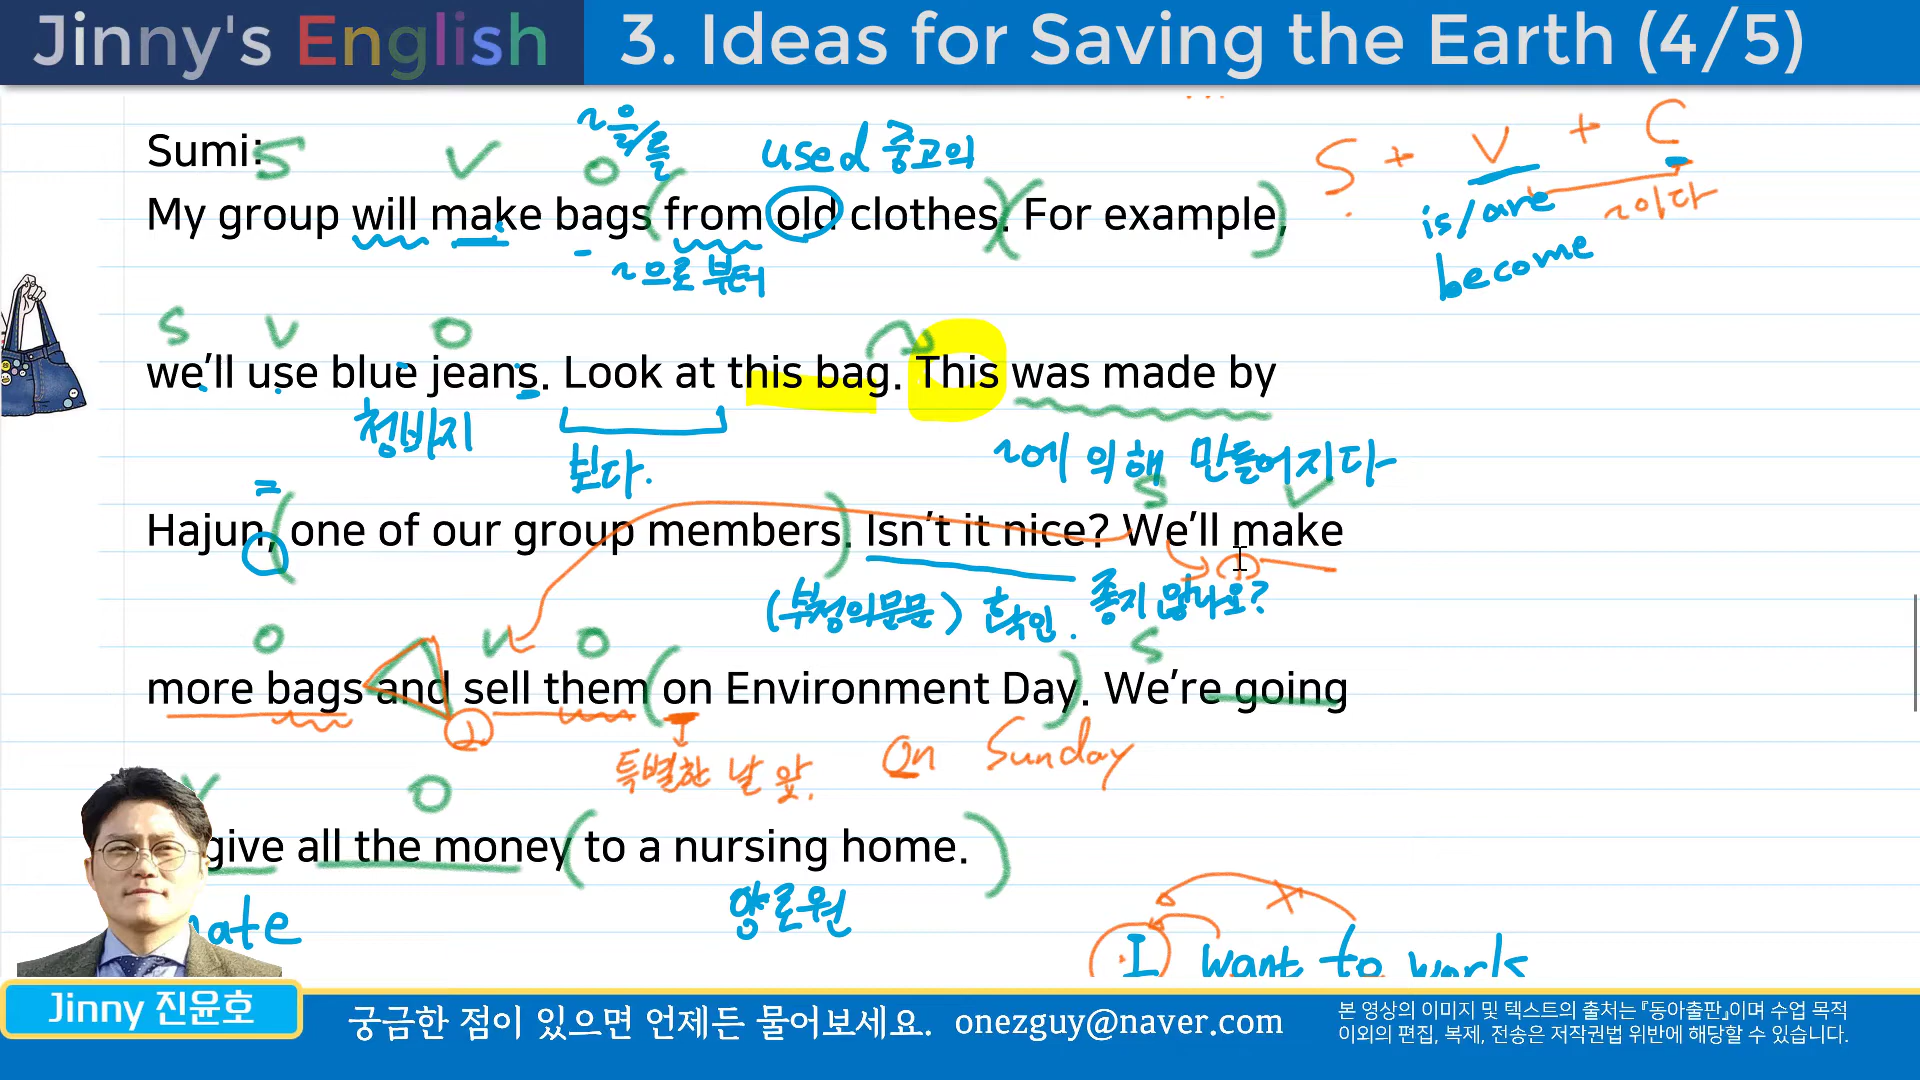 Jinny's English 3. Ideas for Saving the Earth (4/5)
~을/를
S + V + C
Sumi: S V O used 중고의
My group will make bags (from old clothes.) (For example,)
is/are ~이다
~으로부터 become
S V O
we'll use blue jeans. Look at this bag. This was made by
청바지 보다. ~에 의해 만들어지다
= S V
Hajun, (one of our group members). Isn't it nice? We'll make
(부정의문문) 확인. 좋지 않나요?
O V O S
more bags and sell them (on Environment Day). We're going
특별한 날 앞. On Sunday
V O
give all the money (to a nursing home.)
양로원
I want to work
Jinny 진윤호
궁금한 점이 있으면 언제든 물어보세요. onezguy@naver.com
본 영상의 이미지 및 텍스트의 출처는 『동아출판』이며 수업 목적
이외의 편집, 복제, 전송은 저작권법 위반에 해당할 수 있습니다.